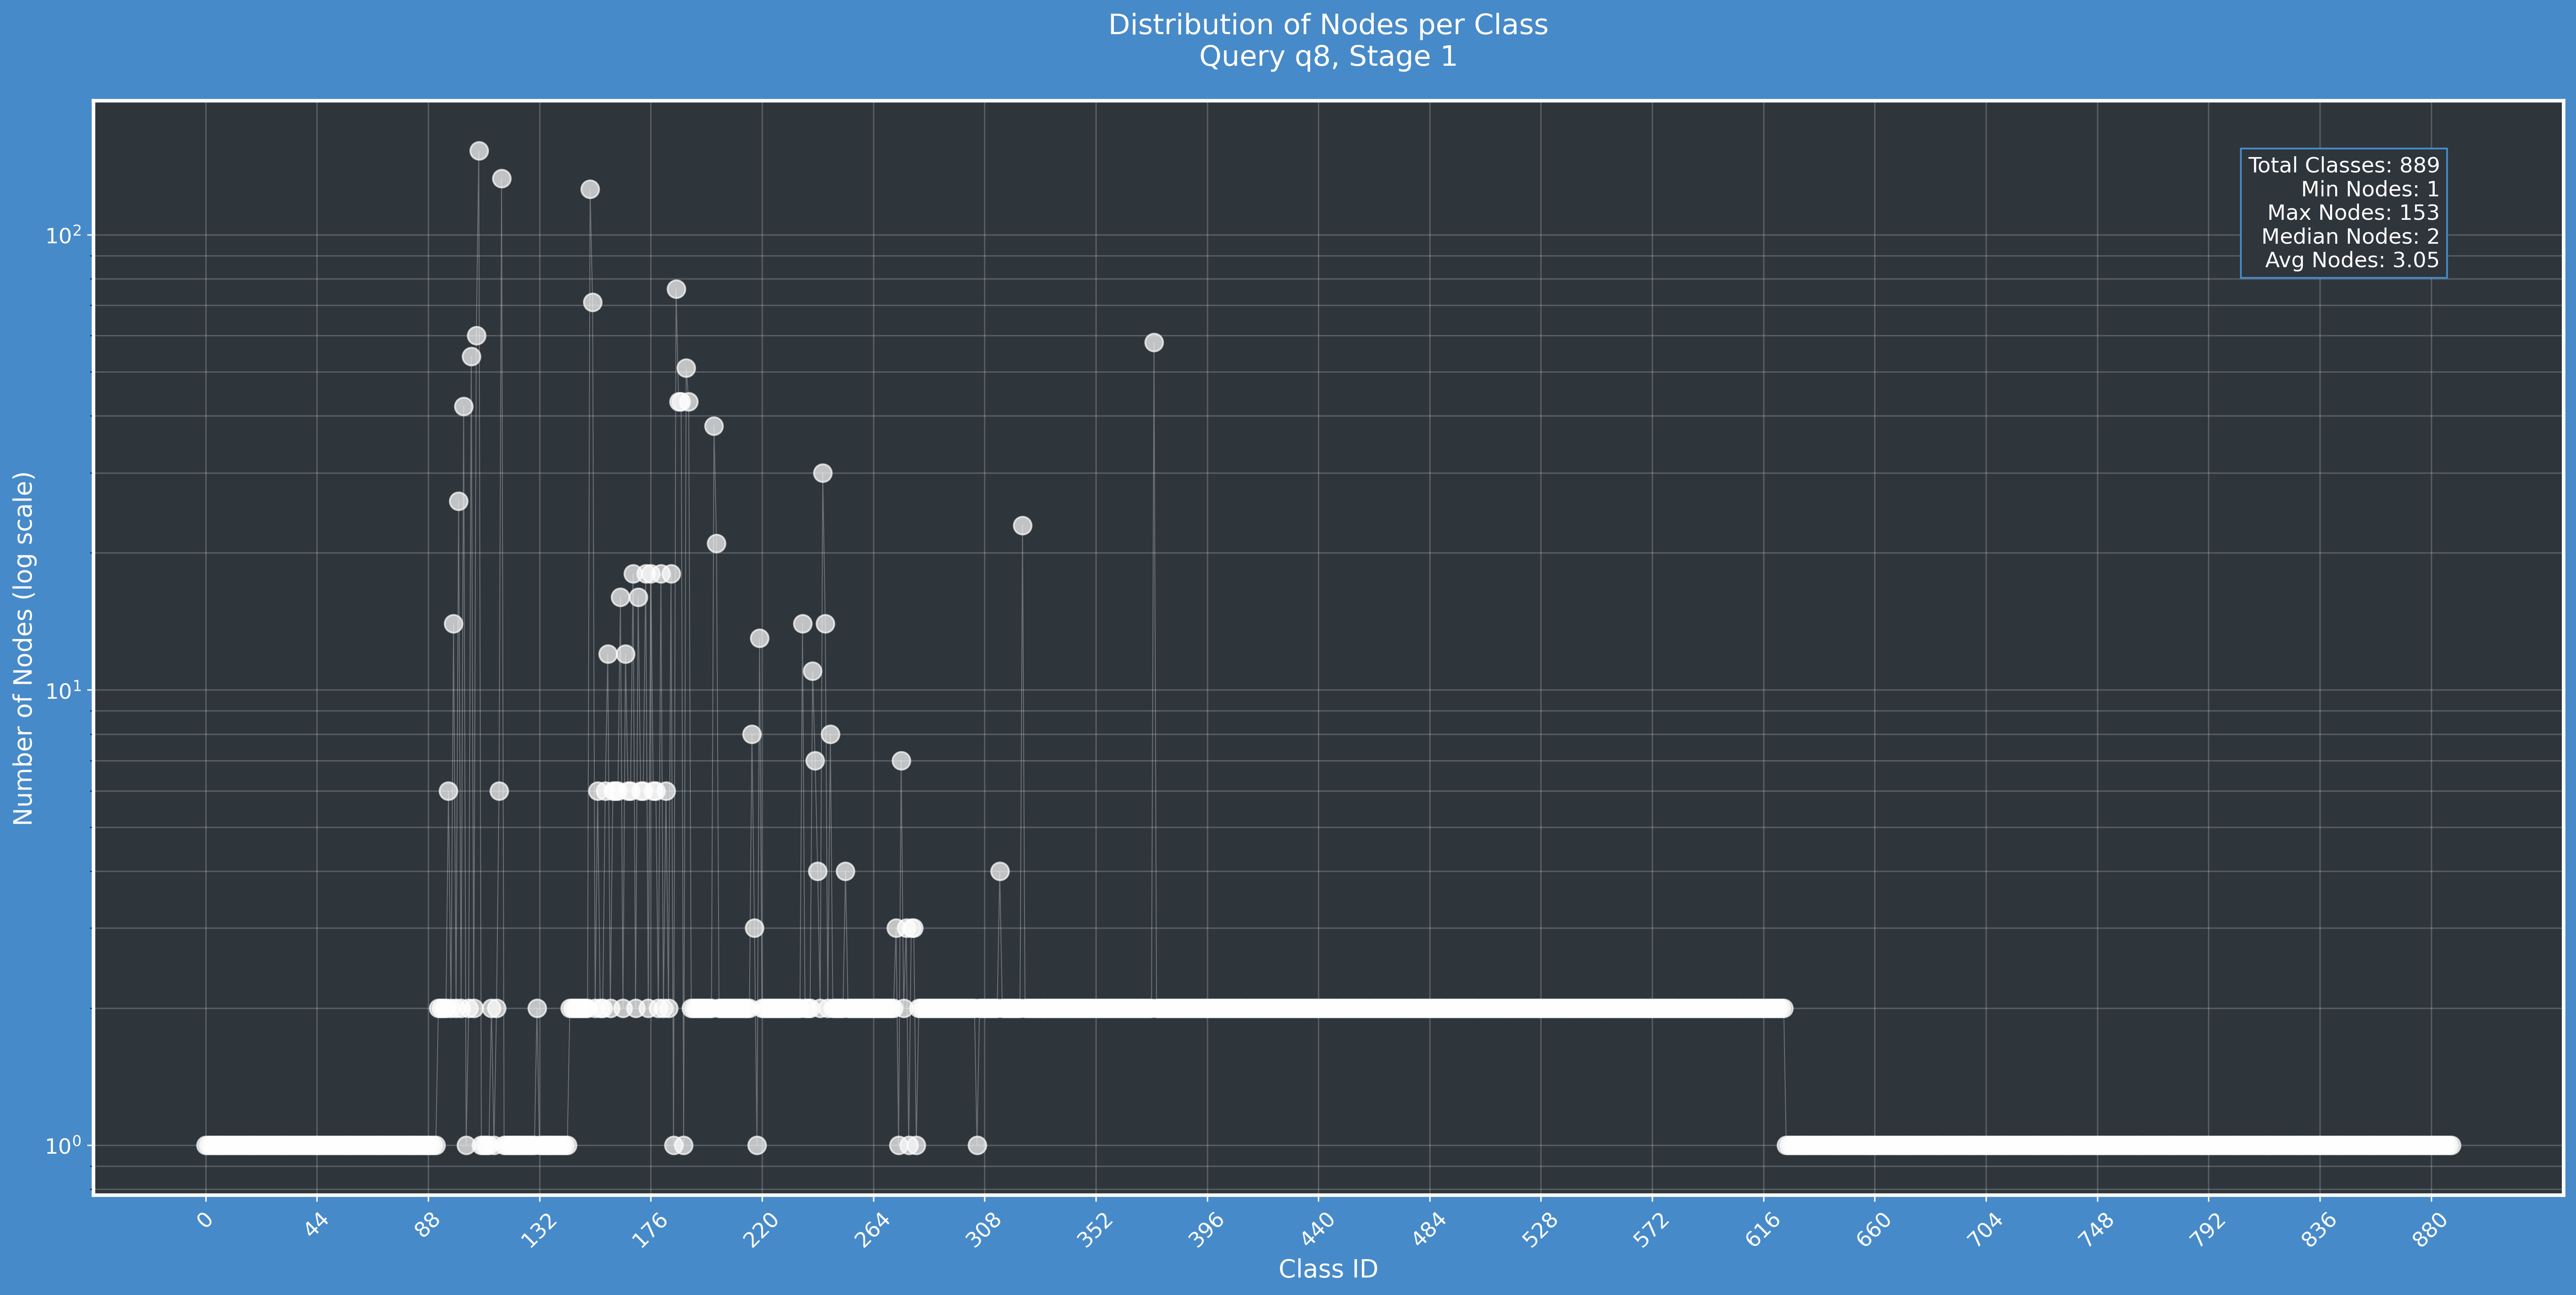 Distribution of Nodes per Class
Query q8, Stage 1
Total Classes: 889
Min Nodes: 1
Max Nodes: 153
Median Nodes: 2
Avg Nodes: 3.05
Number of Nodes (log scale)
10²
10¹
10⁰
0 44 88 132 176 220 264 308 352 396 440 484 528 572 616 660 704 748 792 836 880
Class ID